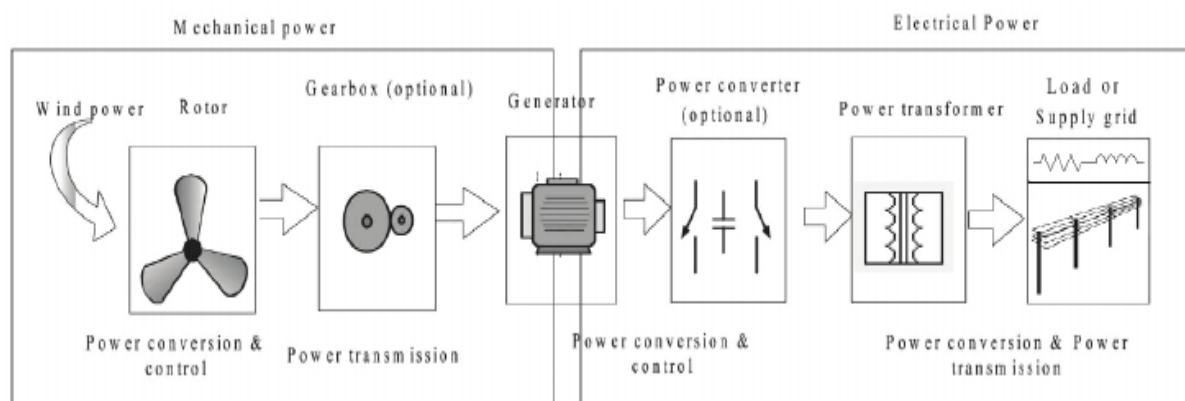 Mechanical power
Electrical Power
Wind power
Rotor
Gearbox (optional)
Generator
Power converter
(optional)
Power transformer
Load or
Supply grid
Power conversion &
control
Power transmission
Power conversion &
control
Power conversion & Power
transmission